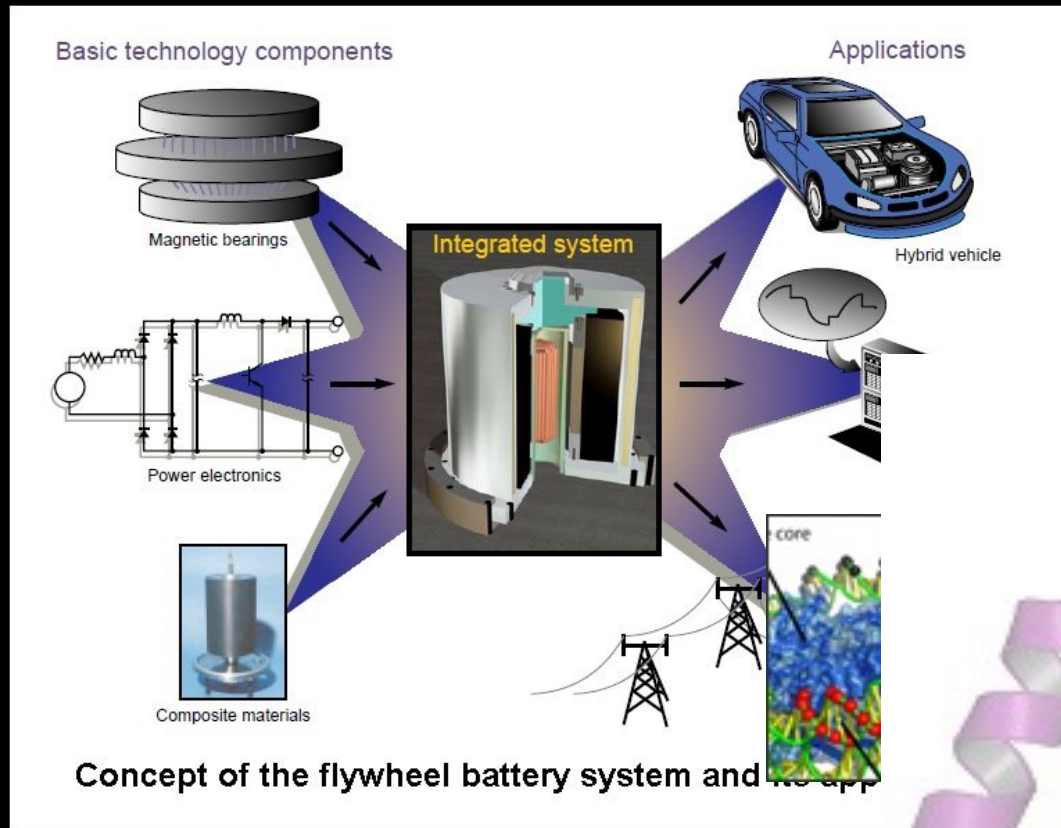 Basic technology components
Applications
Magnetic bearings
Integrated system
Hybrid vehicle
Power electronics
core
Composite materials
Concept of the flywheel battery system and its